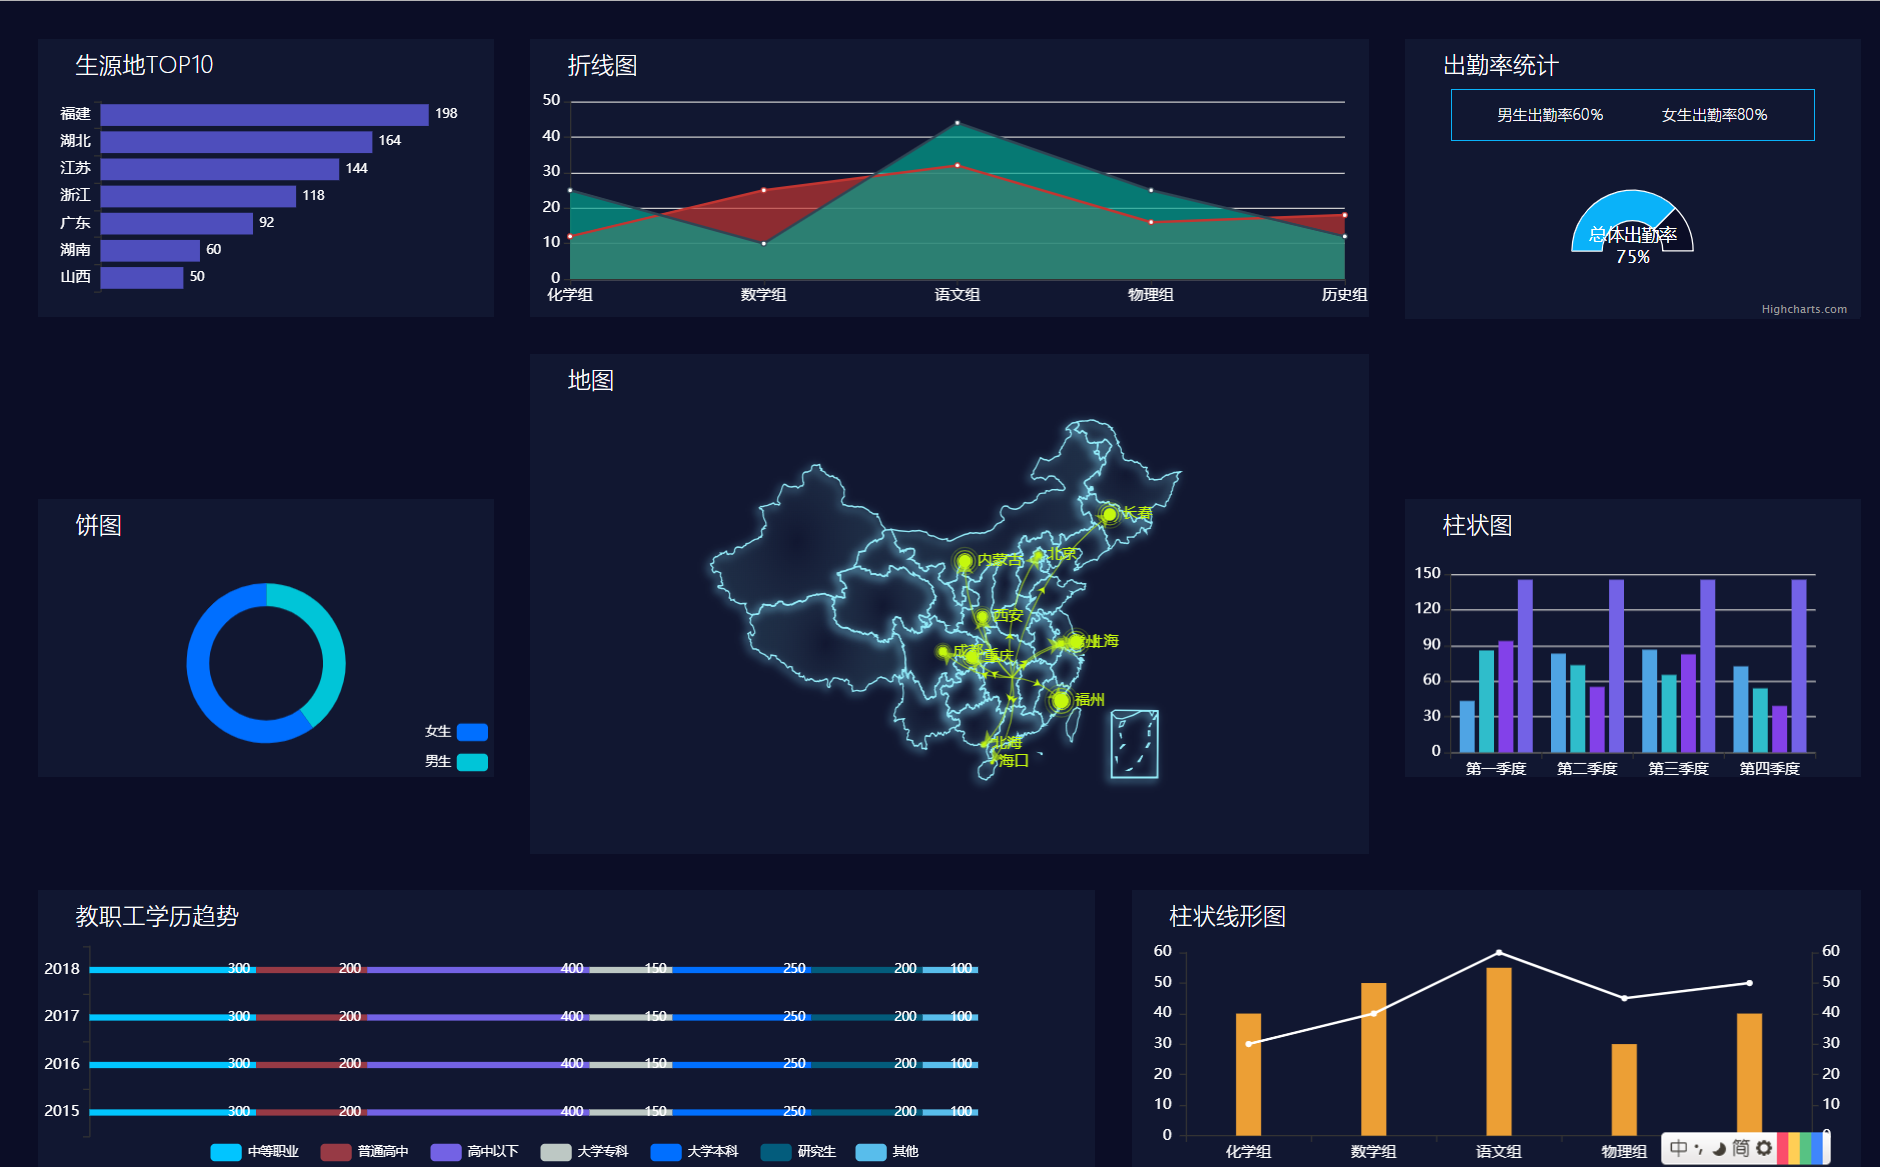 生源地TOP10
福建 198
湖北 164
江苏 144
浙江 118
广东 92
湖南 60
山西 50
折线图
50
40
30
20
10
0
化学组 数学组 语文组 物理组 历史组
出勤率统计
男生出勤率60% 女生出勤率80%
总体出勤率
75%
Highcharts.com
地图
长春
内蒙古 北京
西安
上海
成都 重庆
福州
北海
海口
饼图
女生
男生
柱状图
150
120
90
60
30
0
第一季度 第二季度 第三季度 第四季度
教职工学历趋势
2018 300 200 400 150 250 200 100
2017 300 200 400 150 250 200 100
2016 300 200 400 150 250 200 100
2015 300 200 400 150 250 200 100
中等职业 普通高中 高中以下 大学专科 大学本科 研究生 其他
柱状线形图
60 60
50 50
40 40
30 30
20 20
10 10
0 0
化学组 数学组 语文组 物理组
中 简